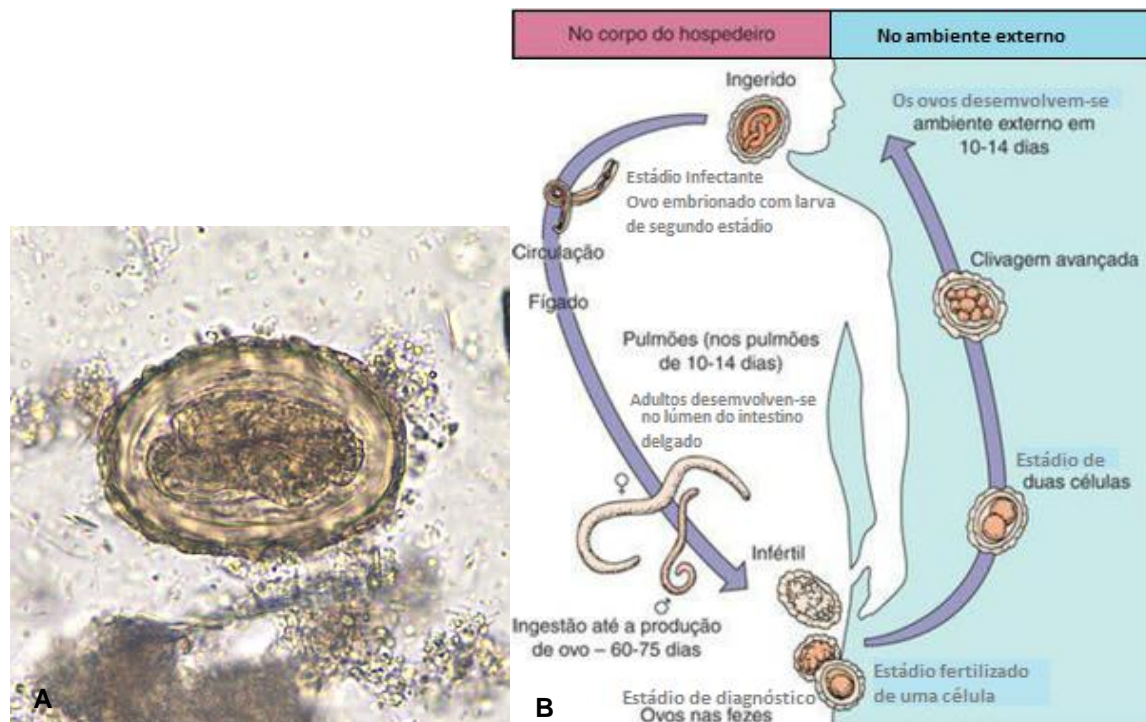 No corpo do hospedeiro
No ambiente externo
Ingerido
Os ovos desenvolvem-se
ambiente externo em
10-14 dias
Estádio Infectante
Ovo embrionado com larva
de segundo estádio
Circulação
Fígado
Clivagem avançada
Pulmões (nos pulmões
de 10-14 dias)
Adultos desenvolven-se
no lúmen do intestino
delgado
Estádio de
duas células
♀
♂
Infértil
Ingestão até a produção
de ovo – 60-75 dias
Estádio fertilizado
de uma célula
Estádio de diagnóstico
Ovos nas fezes
A
B